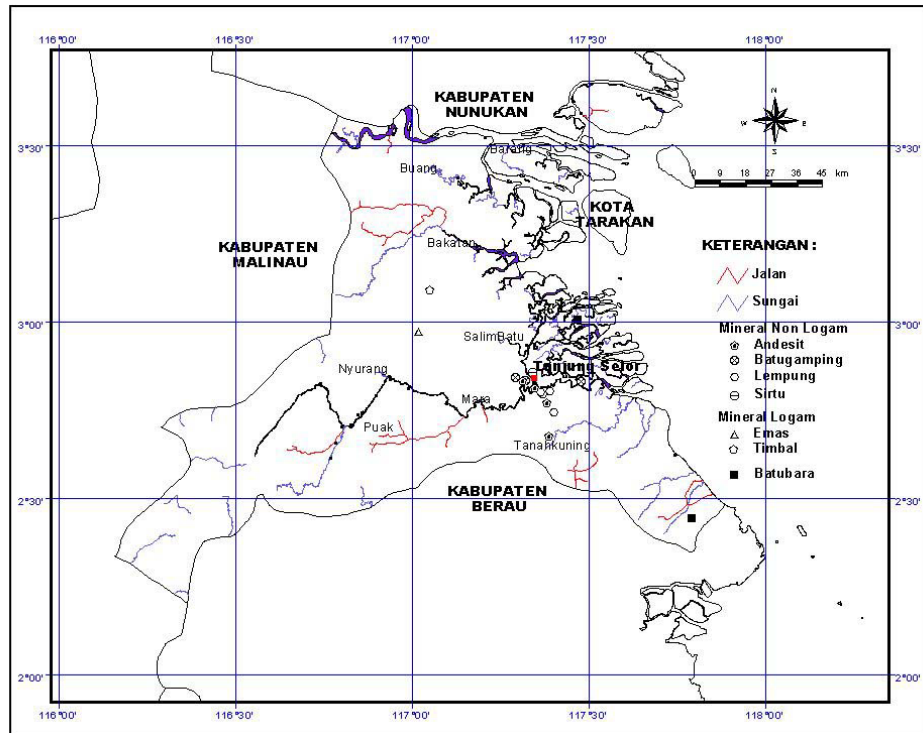 116°00' 116°30' 117°00' 117°30' 118°00'
KABUPATEN
NUNUKAN
N
W E
S
3°30' 3°30'
Barang
Buang
0 9 18 27 36 45 km
KOTA
TARAKAN
KABUPATEN
MALINAU
Bakatan
KETERANGAN :
Jalan
Sungai
3°00' 3°00'
Mineral Non Logam
Andesit
Batugamping
Lempung
Sirtu
Mineral Logam
Emas
Timbal
Batubara
SalimBatu
Tanjung Selor
Nyurang
Mara
Puak
Tanahkuning
KABUPATEN
BERAU
2°30' 2°30'
2°00' 2°00'
116°00' 116°30' 117°00' 117°30' 118°00'